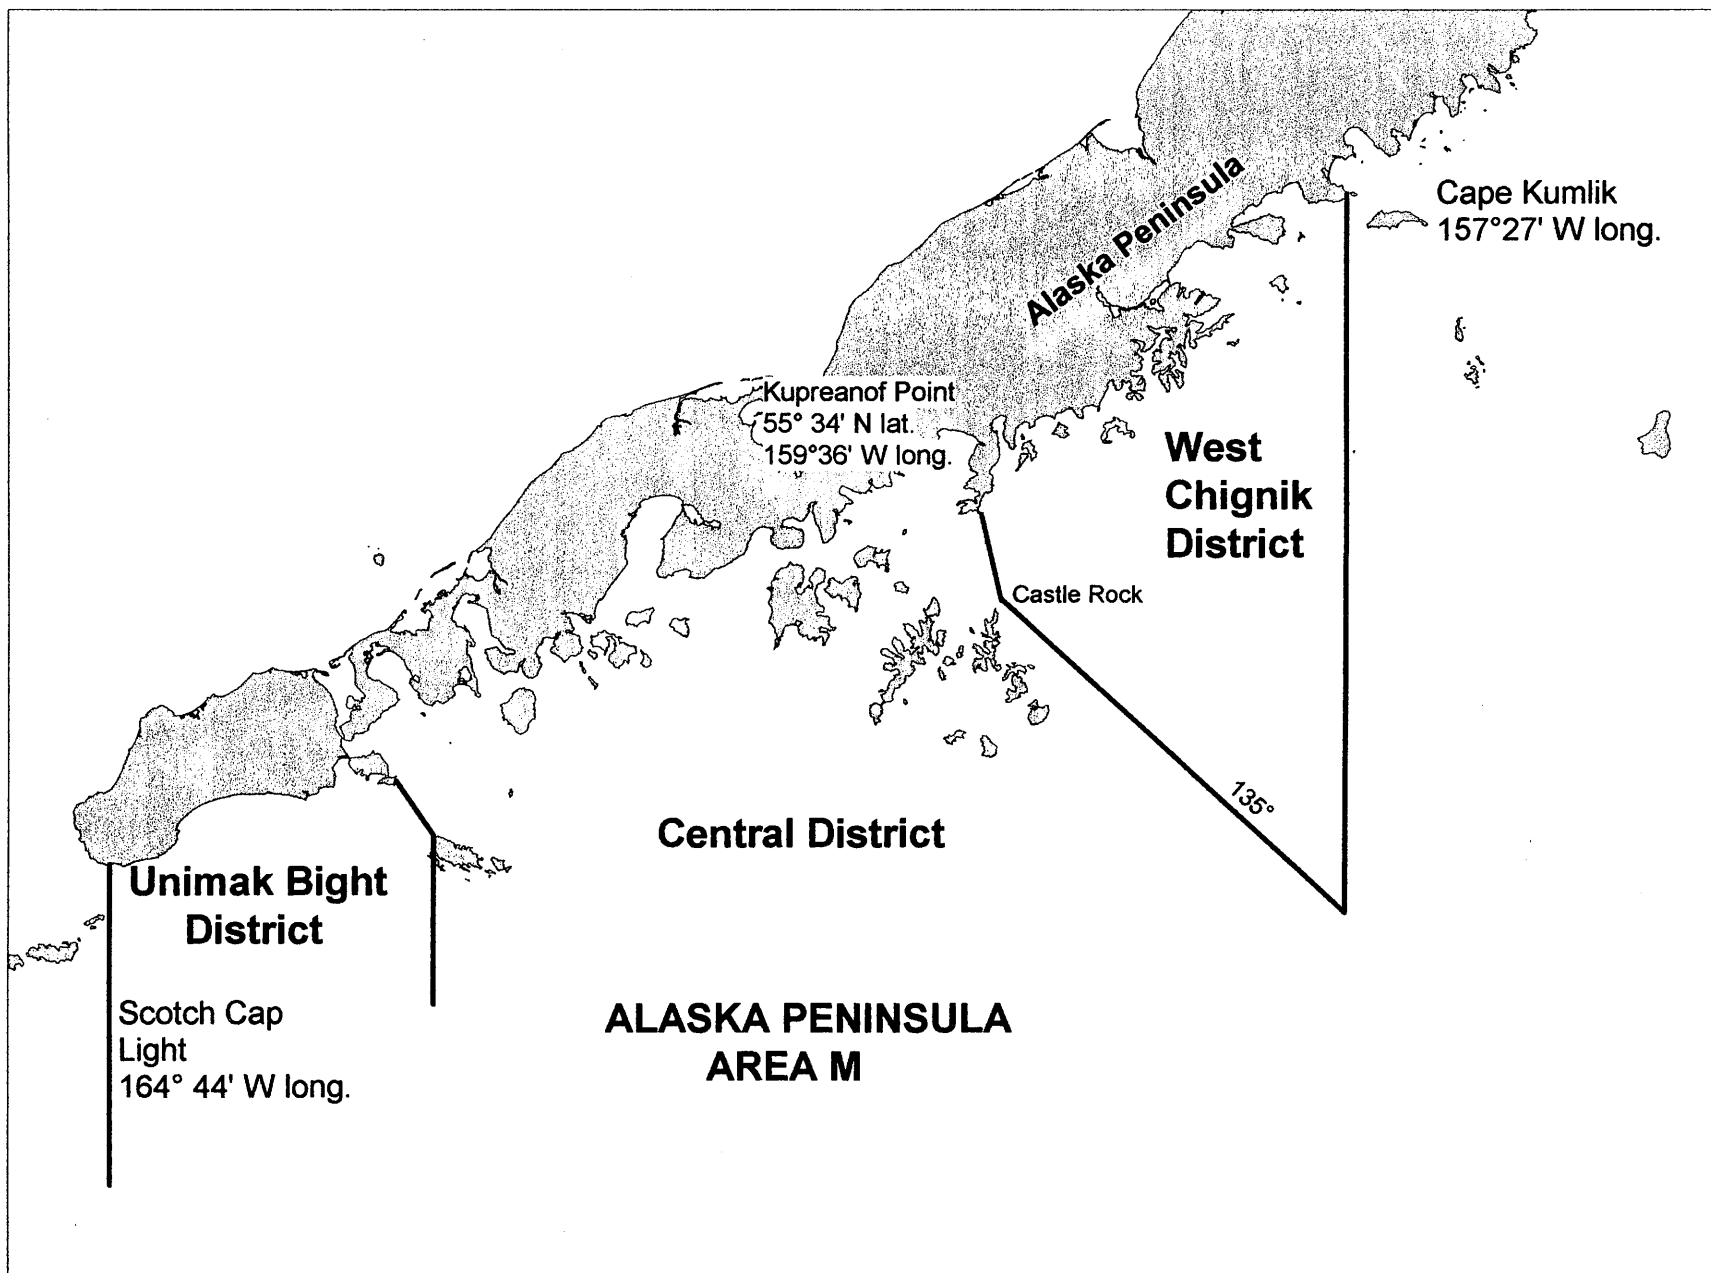 Alaska Peninsula
Cape Kumlik
157°27' W long.
Kupreanof Point
55° 34' N lat.
159°36' W long.
West
Chignik
District
Castle Rock
135°
Central District
Unimak Bight
District
Scotch Cap
Light
164° 44' W long.
ALASKA PENINSULA
AREA M